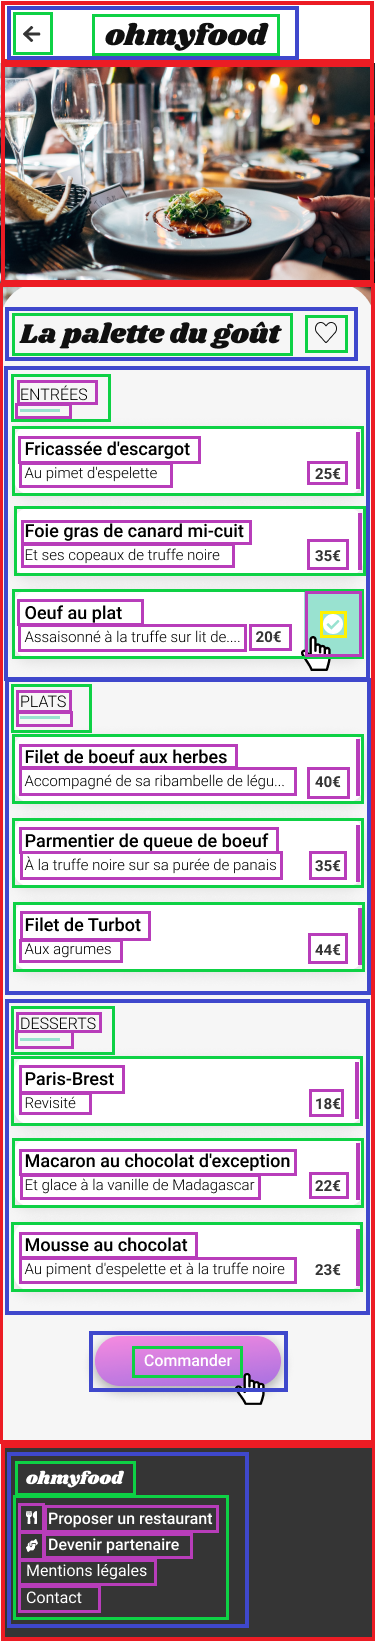 ohmyfood
La palette du goût
ENTRÉES
Fricassée d'escargot
Au pimet d'espelette
25€
Foie gras de canard mi-cuit
Et ses copeaux de truffe noire
35€
Oeuf au plat
Assaisonné à la truffe sur lit de....
20€
PLATS
Filet de boeuf aux herbes
Accompagné de sa ribambelle de légu...
40€
Parmentier de queue de boeuf
À la truffe noire sur sa purée de panais
35€
Filet de Turbot
Aux agrumes
44€
DESSERTS
Paris-Brest
Revisité
18€
Macaron au chocolat d'exception
Et glace à la vanille de Madagascar
22€
Mousse au chocolat
Au piment d'espelette et à la truffe noire
23€
Commander
ohmyfood
Proposer un restaurant
Devenir partenaire
Mentions légales
Contact